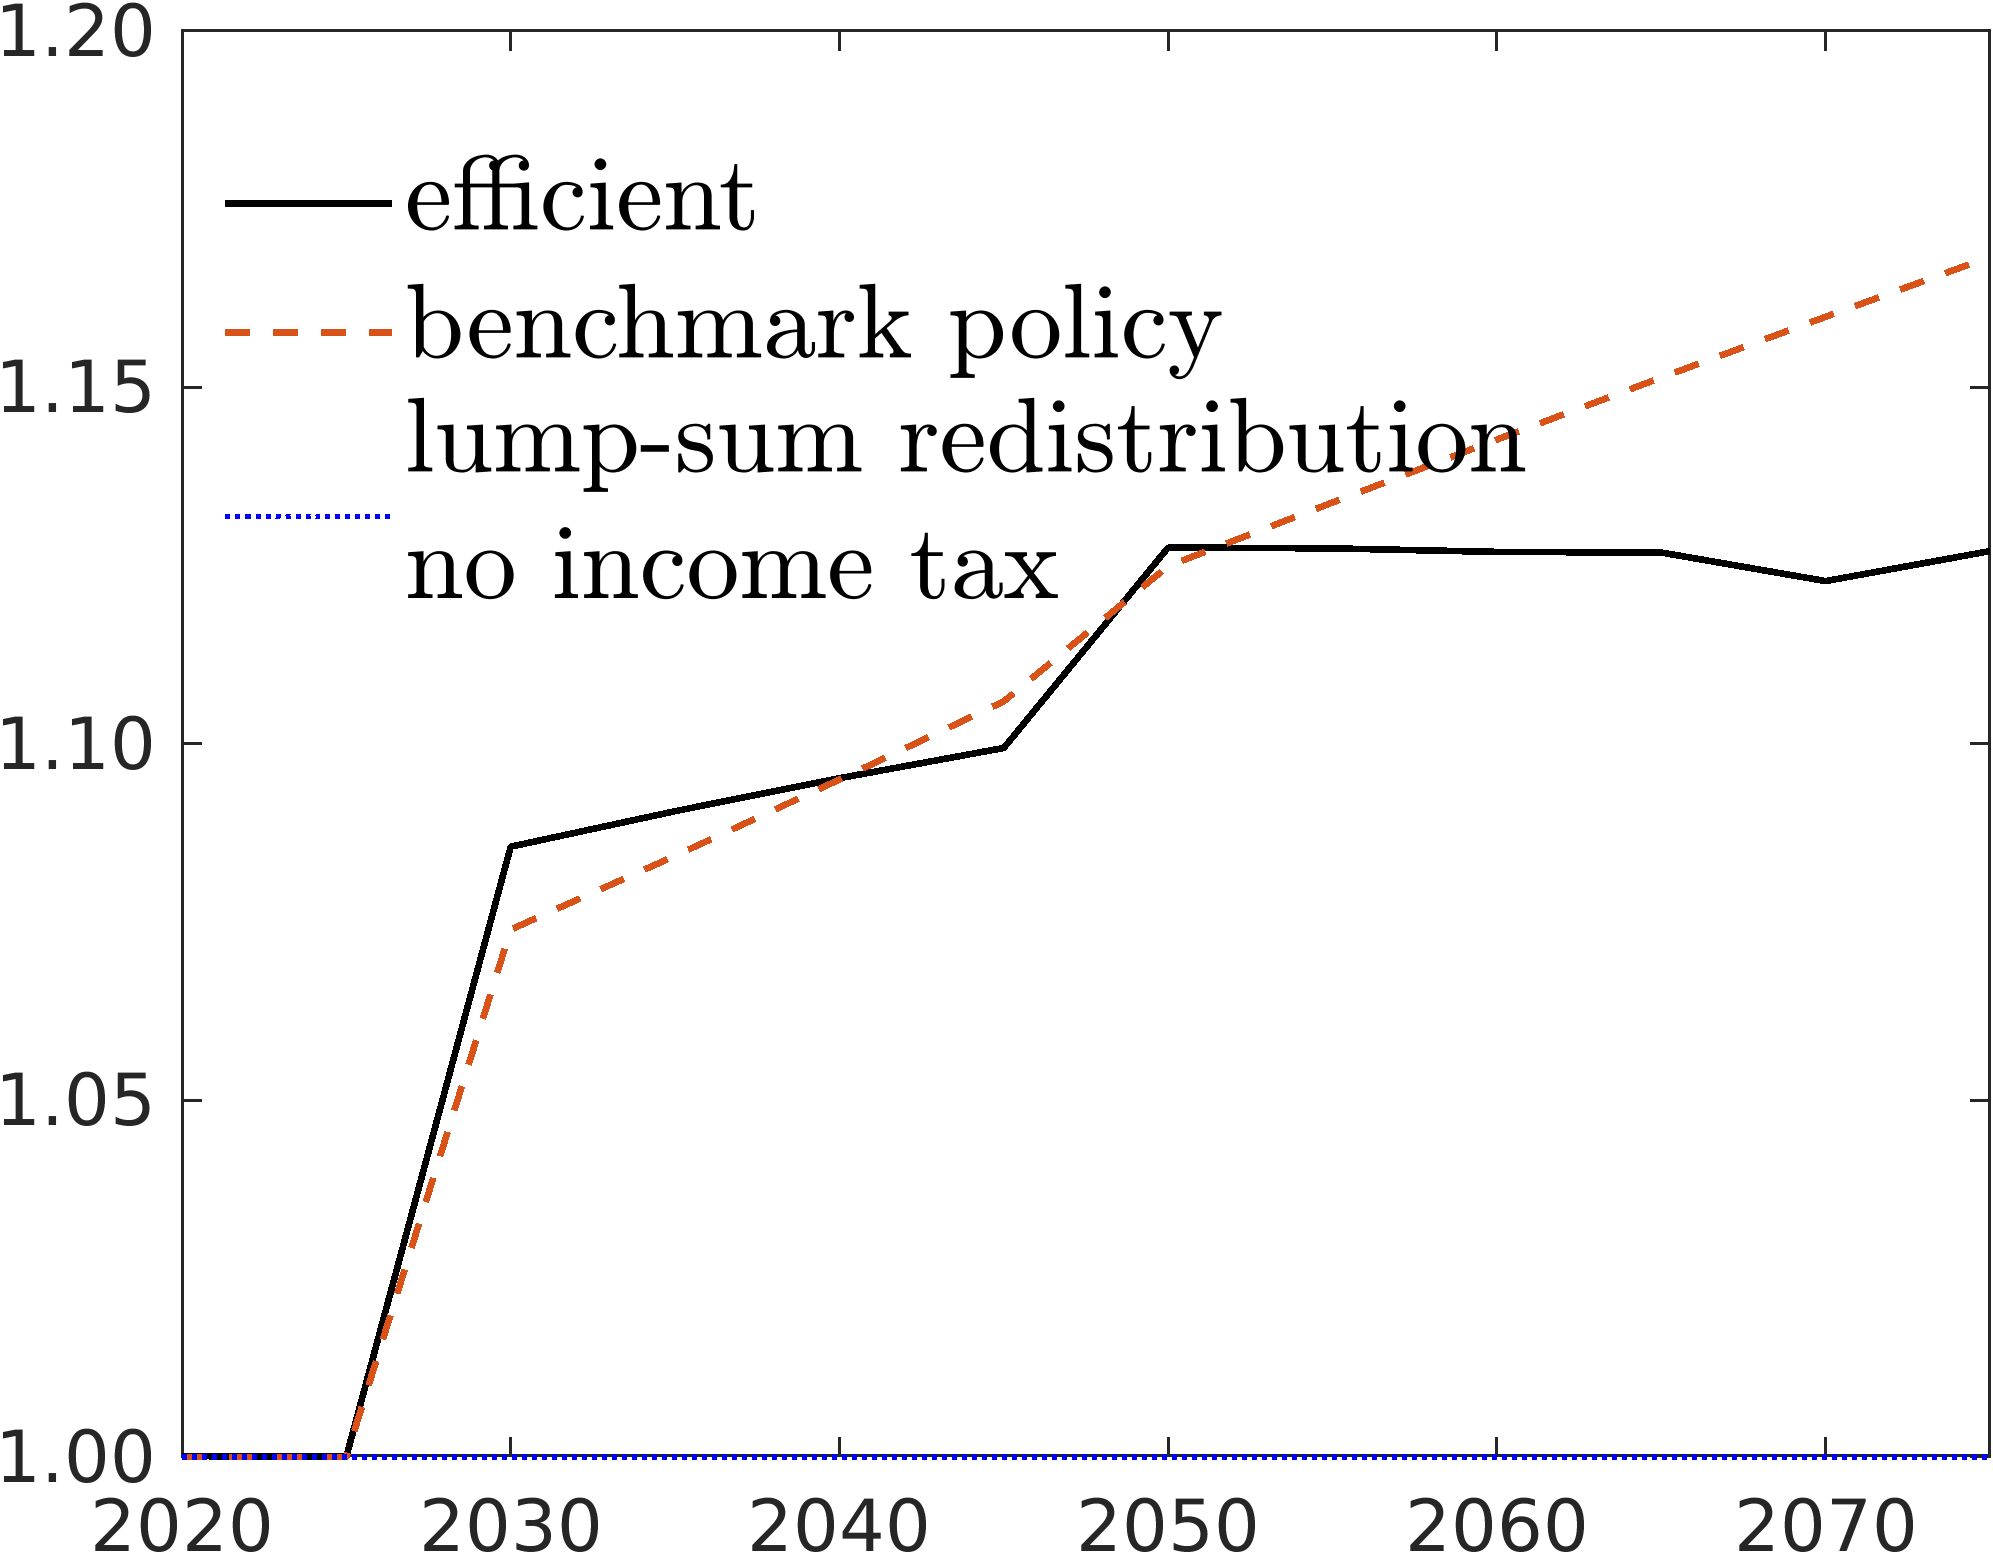 1.20
efficient
benchmark policy
1.15
lump-sum redistribution
no income tax
1.10
1.05
1.00
2020 2030 2040 2050 2060 2070